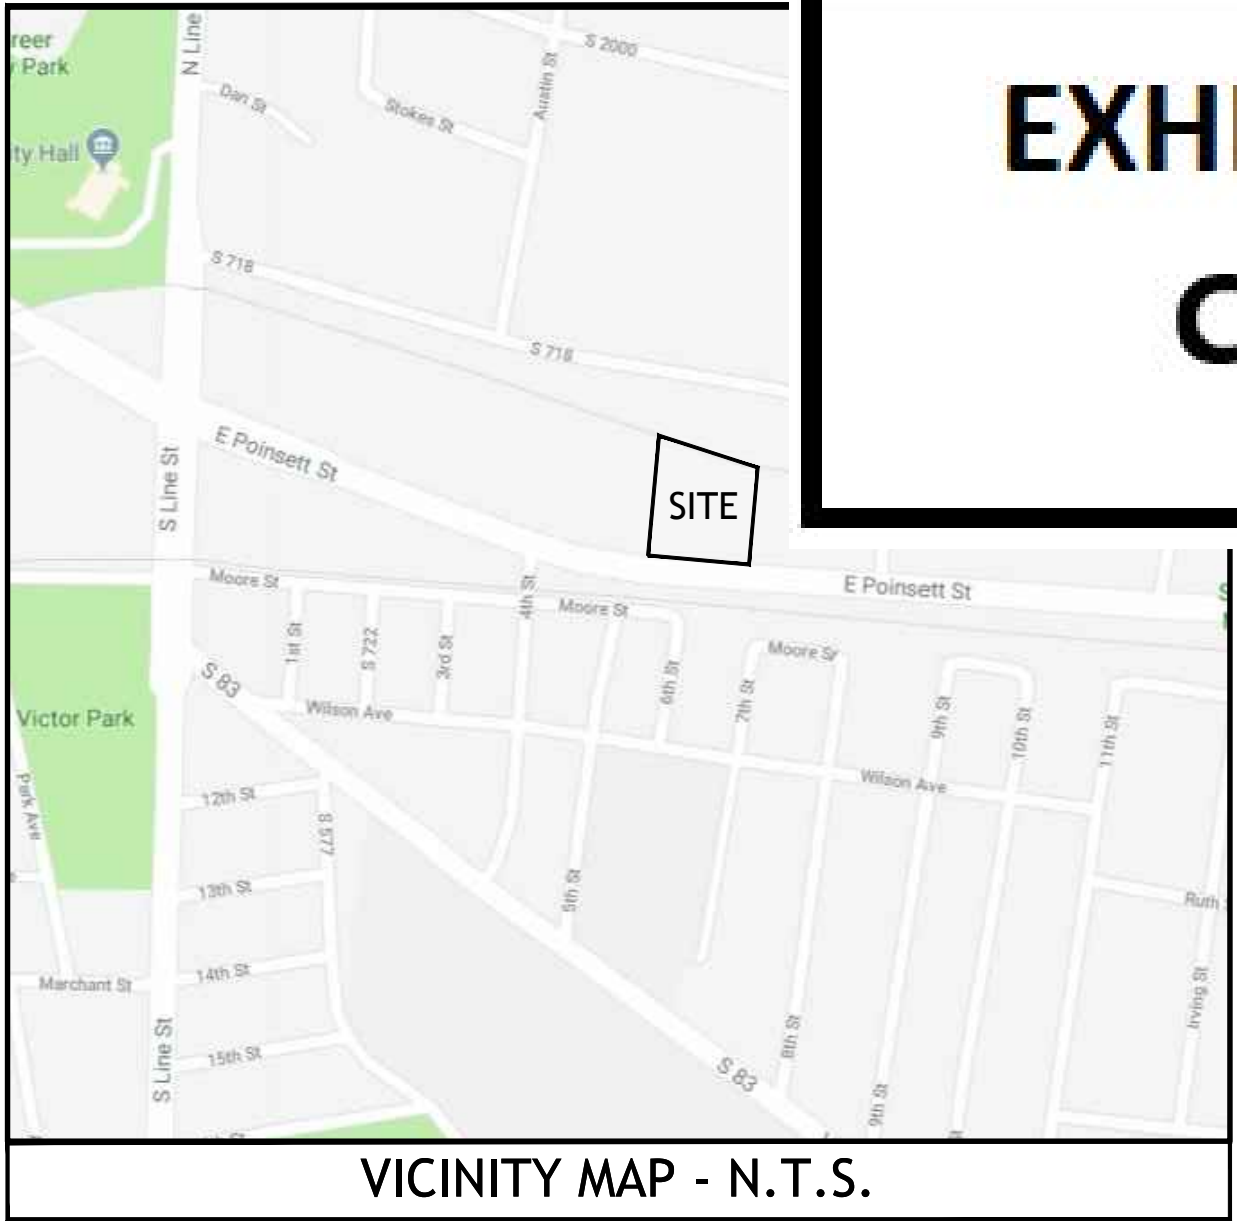 reer
Park
N Line
S 2000
Austin St
Dan St
Stokes St
ity Hall
EXH
S 718
S 718
E Poinsett St
S Line St
SITE
E Poinsett St
Moore St
4th St
Moore St
1st St
S 722
3rd St
6th St
Moore Sr
S 83
7th St
9th St
10th St
11th St
Wilson Ave
Victor Park
Wilson Ave
Park Ave
12th St
S 577
13th St
5th St
Ruth
14th St
Marchant St
Irving St
S Line St
15th St
8th St
S 83
9th St
VICINITY MAP - N.T.S.